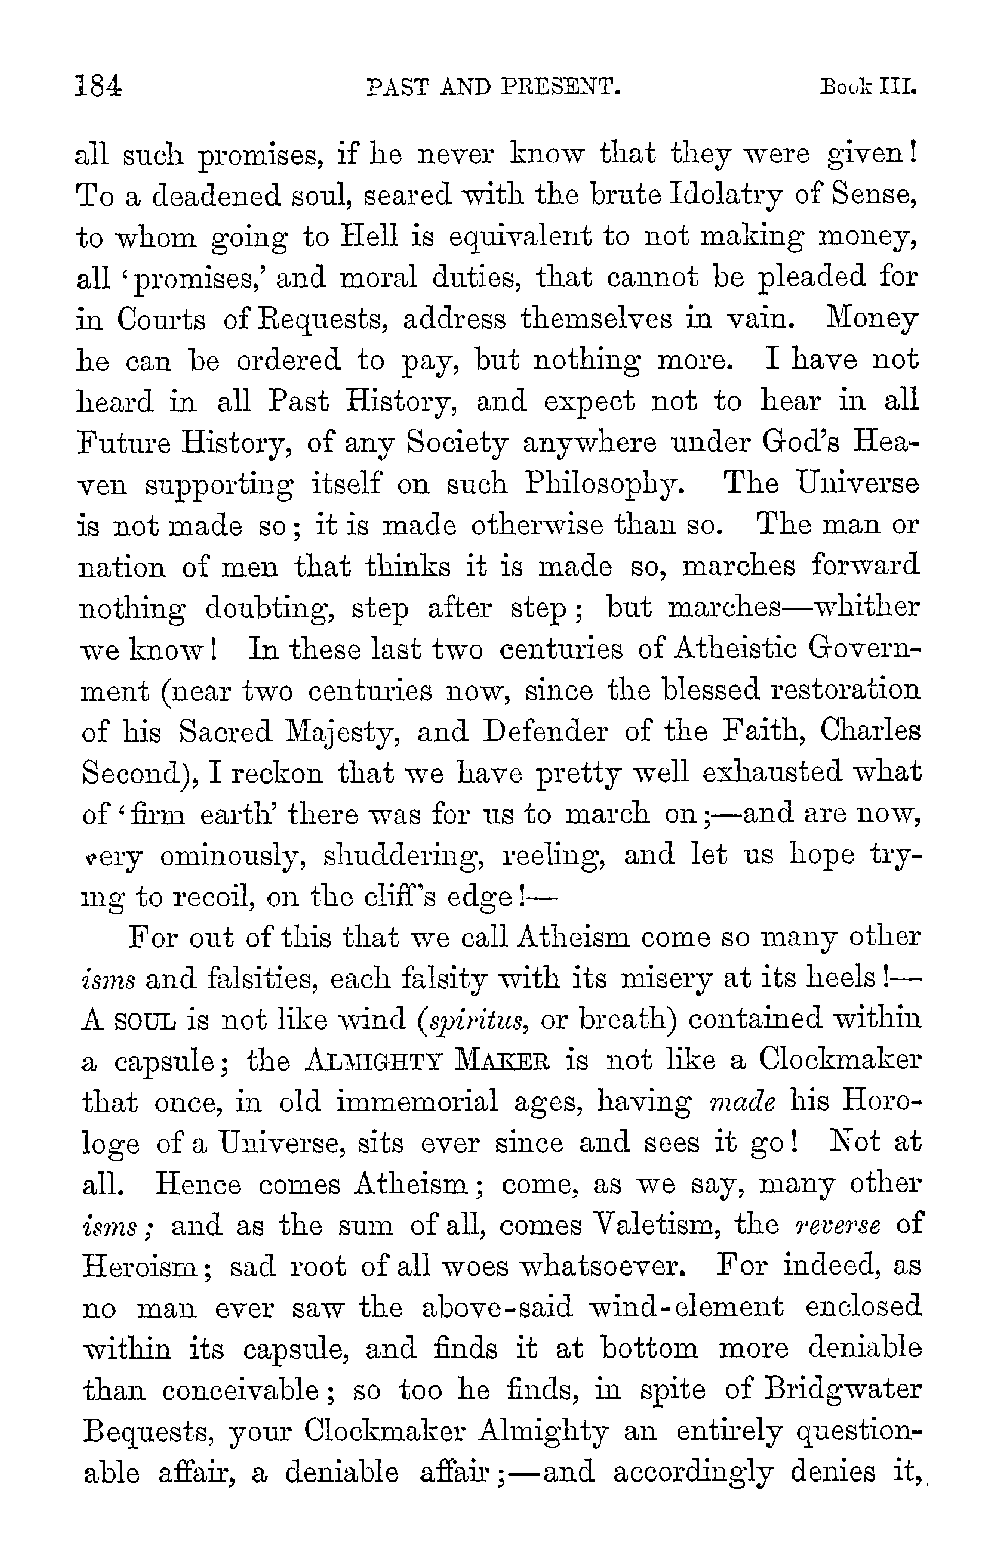 184 PAST AND PRESENT. Book III.
all such promises, if he never know that they were given!
To a deadened soul, seared with the brute Idolatry of Sense,
to whom going to Hell is equivalent to not making money,
all ‘promises,’ and moral duties, that cannot be pleaded for
in Courts of Requests, address themselves in vain. Money
he can be ordered to pay, but nothing more. I have not
heard in all Past History, and expect not to hear in all
Future History, of any Society anywhere under God’s Hea-
ven supporting itself on such Philosophy. The Universe
is not made so; it is made otherwise than so. The man or
nation of men that thinks it is made so, marches forward
nothing doubting, step after step; but marches—whither
we know! In these last two centuries of Atheistic Govern-
ment (near two centuries now, since the blessed restoration
of his Sacred Majesty, and Defender of the Faith, Charles
Second), I reckon that we have pretty well exhausted what
of ‘firm earth’ there was for us to march on;—and are now,
very ominously, shuddering, reeling, and let us hope try-
ing to recoil, on the cliff’s edge!—
For out of this that we call Atheism come so many other
isms and falsities, each falsity with its misery at its heels!—
A SOUL is not like wind (spiritus, or breath) contained within
a capsule; the ALMIGHTY MAKER is not like a Clockmaker
that once, in old immemorial ages, having made his Horo-
loge of a Universe, sits ever since and sees it go! Not at
all. Hence comes Atheism; come, as we say, many other
isms; and as the sum of all, comes Valetism, the reverse of
Heroism; sad root of all woes whatsoever. For indeed, as
no man ever saw the above-said wind-element enclosed
within its capsule, and finds it at bottom more deniable
than conceivable; so too he finds, in spite of Bridgwater
Bequests, your Clockmaker Almighty an entirely question-
able affair, a deniable affair;—and accordingly denies it,